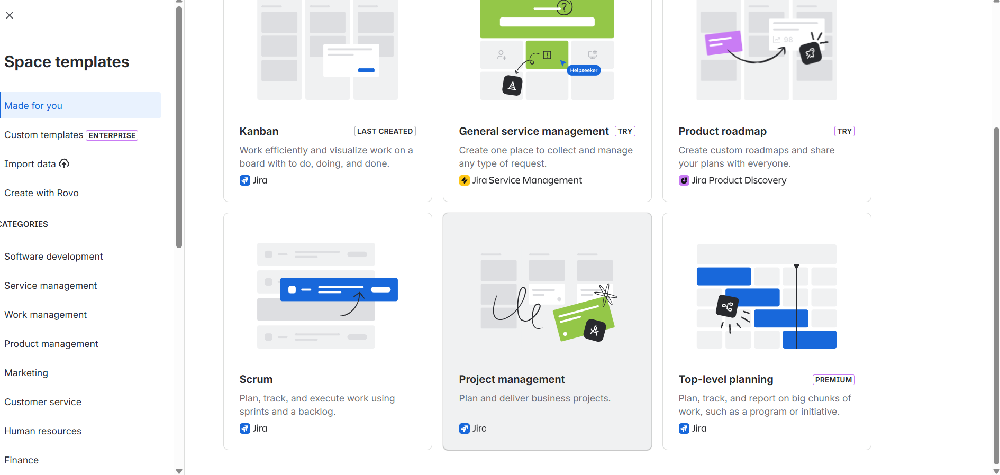 Space templates
Made for you
Custom templates ENTERPRISE
Import data
Create with Rovo
CATEGORIES
Software development
Service management
Work management
Product management
Marketing
Customer service
Human resources
Finance
?
Helpseeker
98
Kanban LAST CREATED
Work efficiently and visualize work on a
board with to do, doing, and done.
Jira
General service management TRY
Create one place to collect and manage
any type of request.
Jira Service Management
Product roadmap TRY
Create custom roadmaps and share
your plans with everyone.
Jira Product Discovery
Scrum
Plan, track, and execute work using
sprints and a backlog.
Jira
Project management
Plan and deliver business projects.
Jira
Top-level planning PREMIUM
Plan, track, and report on big chunks of
work, such as a program or initiative.
Jira